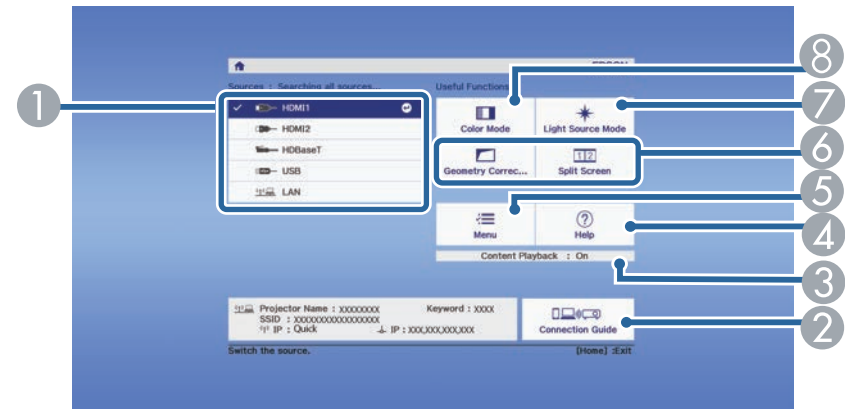 Sources : Searching all sources...
Useful Functions
HDMI1
HDMI2
HDBaseT
USB
LAN
Color Mode
Light Source Mode
Geometry Correc...
Split Screen
Menu
Help
Content Playback : On
Projector Name : xxxxxxxx Keyword : xxxx
SSID : xxxxxxxxxxxxxxxxx
IP : Quick IP : xxx,xxx,xxx,xxx
Connection Guide
Switch the source.
[Home] :Exit
1
8
7
6
5
4
3
2